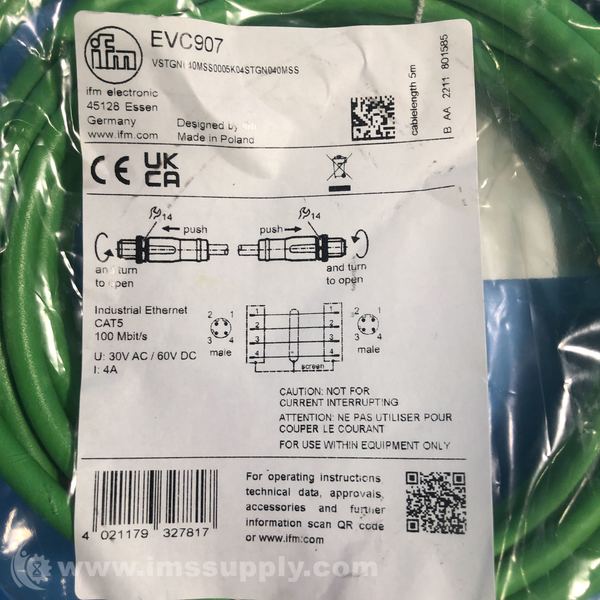 ifm
EVC907
VSTGN040MSS0005K04STGN040MSS
ifm electronic
45128 Essen
Germany
www.ifm.com
Designed by
Made in Poland
cablelength 5m
B AA 2211 801585
CE UK CA
14 push push 14
and turn to open
and turn to open
Industrial Ethernet
CAT5
100 Mbit/s
U: 30V AC / 60V DC
I: 4A
2 1
3 4
male
1 1
2 2
3 3
4 4
screen
1 2
4 3
male
CAUTION: NOT FOR
CURRENT INTERRUPTING
ATTENTION: NE PAS UTILISER POUR
COUPER LE COURANT
FOR USE WITHIN EQUIPMENT ONLY
4 021179 327817
For operating instructions
technical data, approvals,
accessories and further
information scan QR code
or www.ifm.com
www.imssupply.com